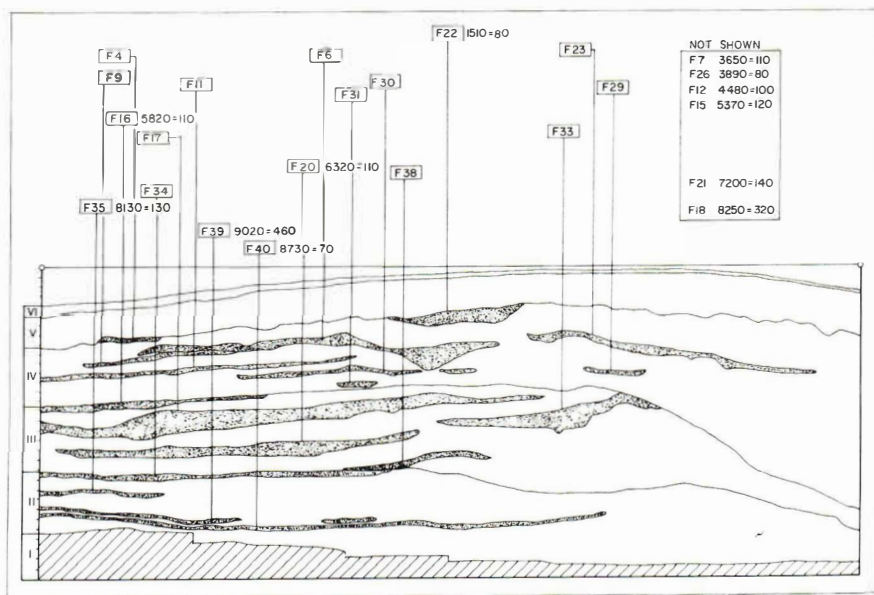 F22 1510=80
F4
F6
F23
NOT SHOWN
F7 3650=110
F26 3890=80
F12 4480=100
F15 5370=120
F21 7200=140
F18 8250=320
F9
F11
F30
F31
F29
F16 5820=110
F17
F33
F20 6320=110
F38
F34
F35 8130=130
F39 9020=460
F40 8730=70
VI
V
IV
III
II
I